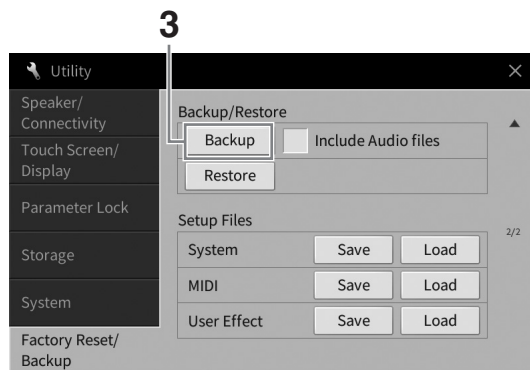 3
Utility
Speaker/
Connectivity
Touch Screen/
Display
Parameter Lock
Storage
System
Factory Reset/
Backup
Backup/Restore
Backup Include Audio files
Restore
2/2
Setup Files
System Save Load
MIDI Save Load
User Effect Save Load